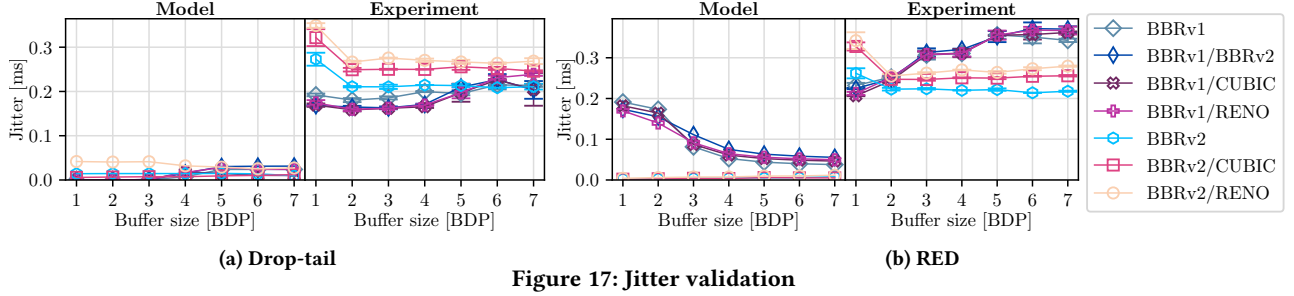 Model Experiment
Jitter [ms]
0.3
0.2
0.1
0.0
1 2 3 4 5 6 7 1 2 3 4 5 6 7
Buffer size [BDP] Buffer size [BDP]
(a) Drop-tail
Model Experiment
Jitter [ms]
0.3
0.2
0.1
0.0
1 2 3 4 5 6 7 1 2 3 4 5 6 7
Buffer size [BDP] Buffer size [BDP]
(b) RED
BBRv1
BBRv1/BBRv2
BBRv1/CUBIC
BBRv1/RENO
BBRv2
BBRv2/CUBIC
BBRv2/RENO
Figure 17: Jitter validation